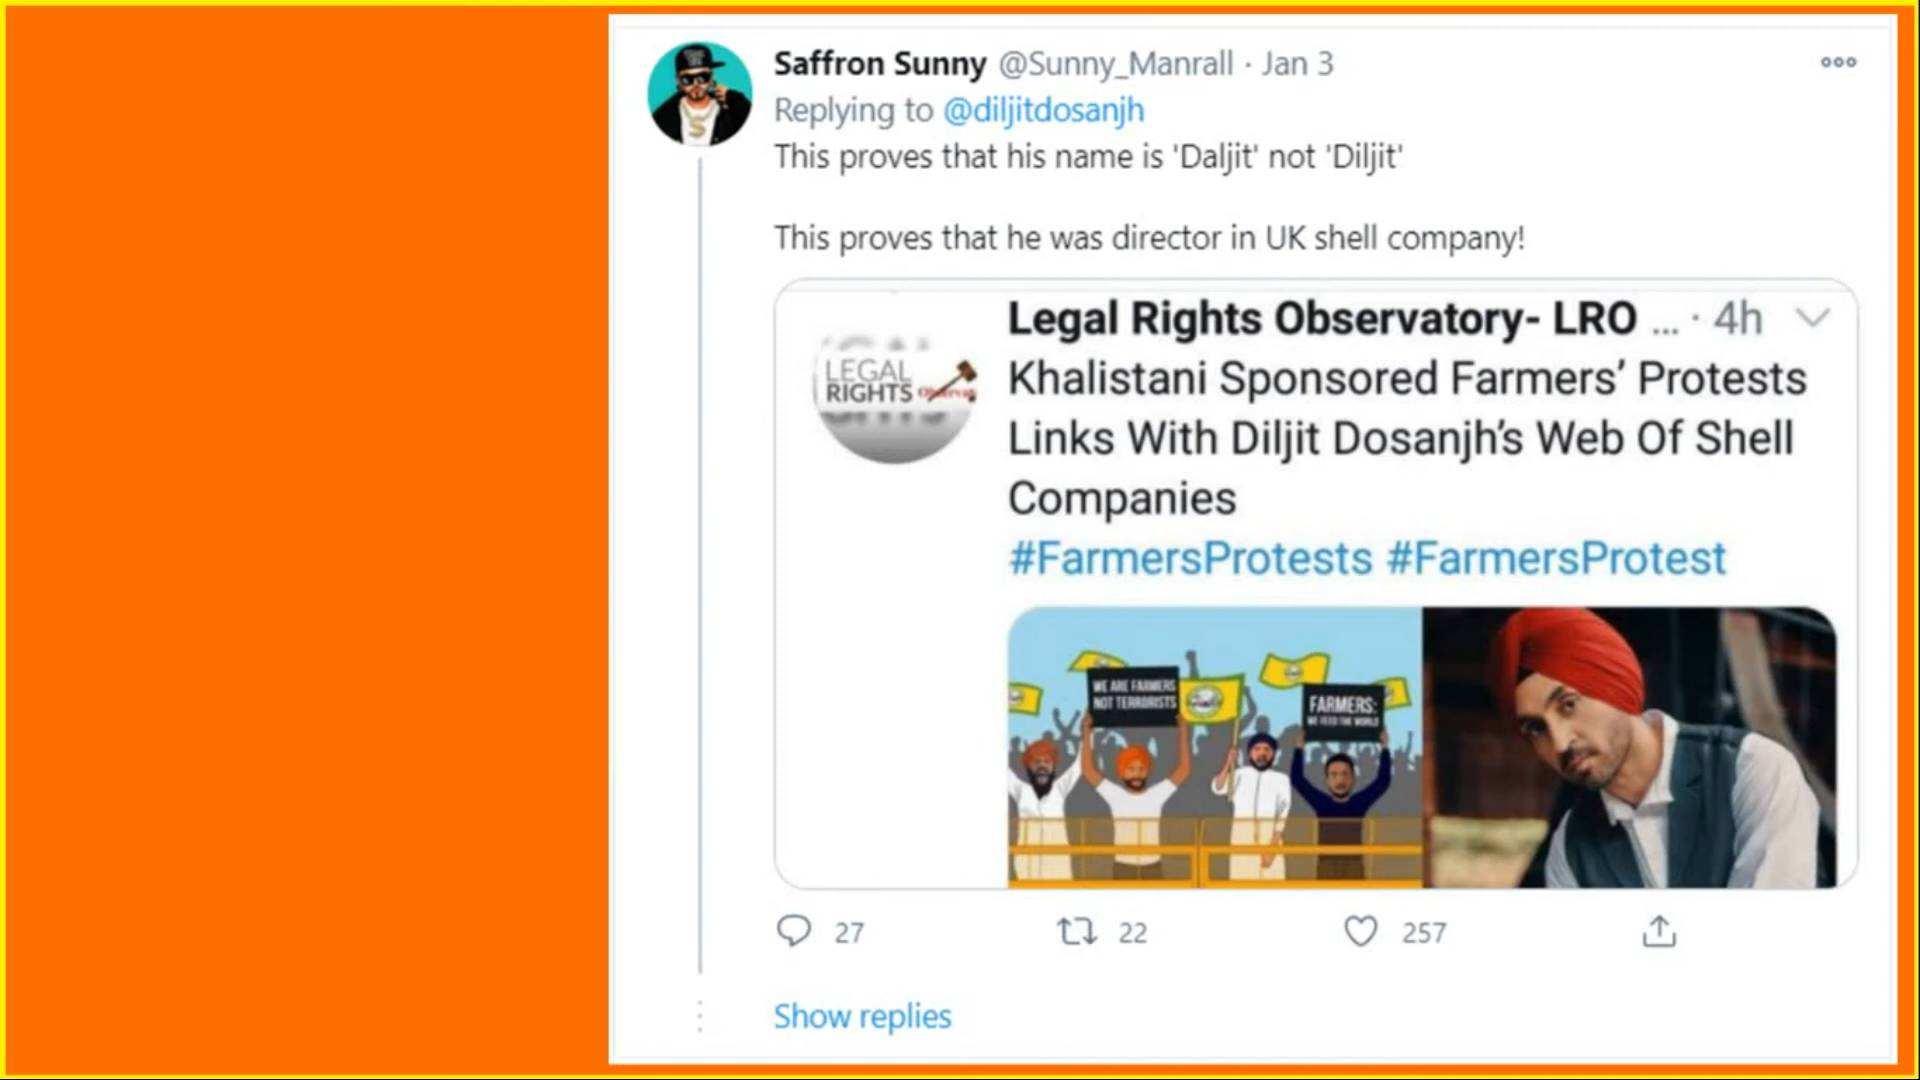 Saffron Sunny @Sunny_Manrall · Jan 3
Replying to @diljitdosanjh
This proves that his name is 'Daljit' not 'Diljit'
This proves that he was director in UK shell company!
Legal Rights Observatory- LRO ... · 4h
LEGAL
RIGHTS
Khalistani Sponsored Farmers’ Protests
Links With Diljit Dosanjh’s Web Of Shell
Companies
#FarmersProtests #FarmersProtest
WE ARE FARMERS
NOT TERRORISTS
FARMERS:
WE FEED THE WORLD
27 22 257
Show replies